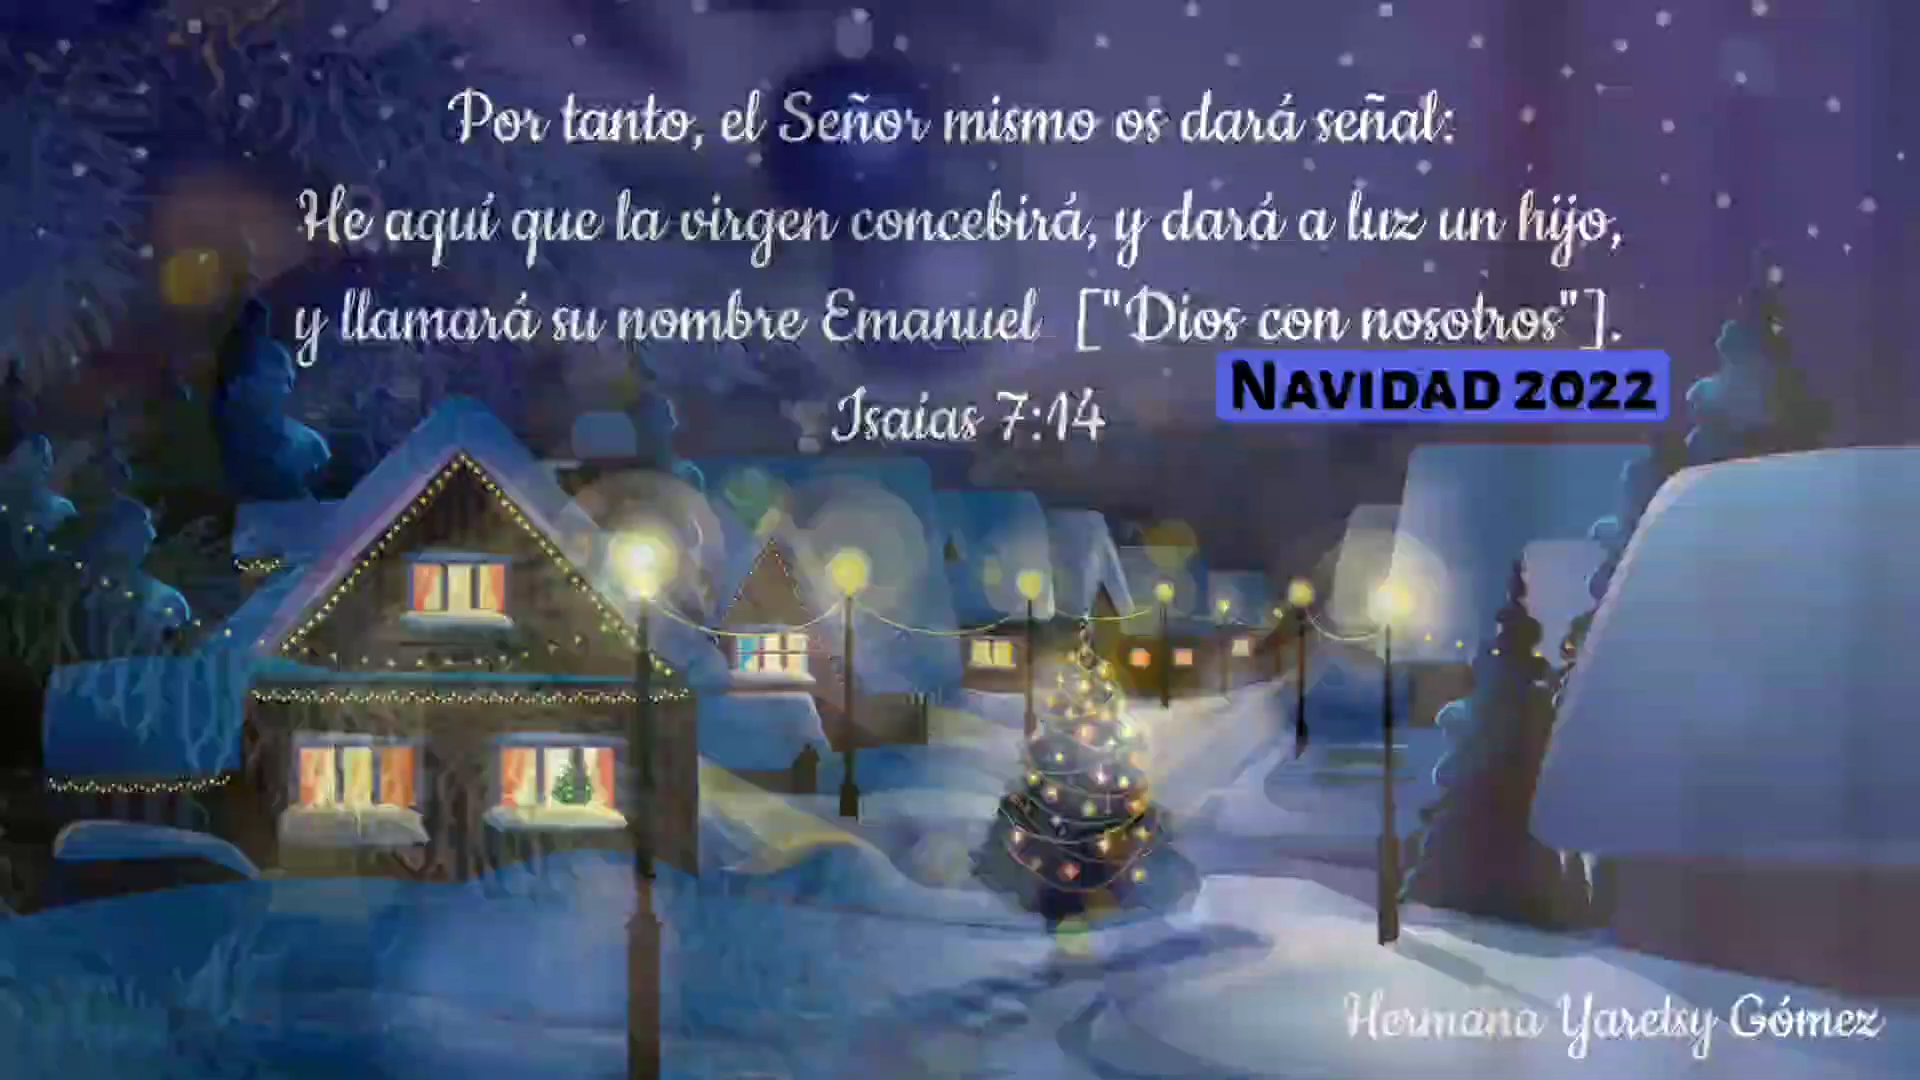 Por tanto, el Señor mismo os dará señal:
He aquí que la virgen concebirá, y dará a luz un hijo,
y llamará su nombre Emanuel ["Dios con nosotros"].
Isaías 7:14
NAVIDAD 2022
Hermana Yaretsy Gómez